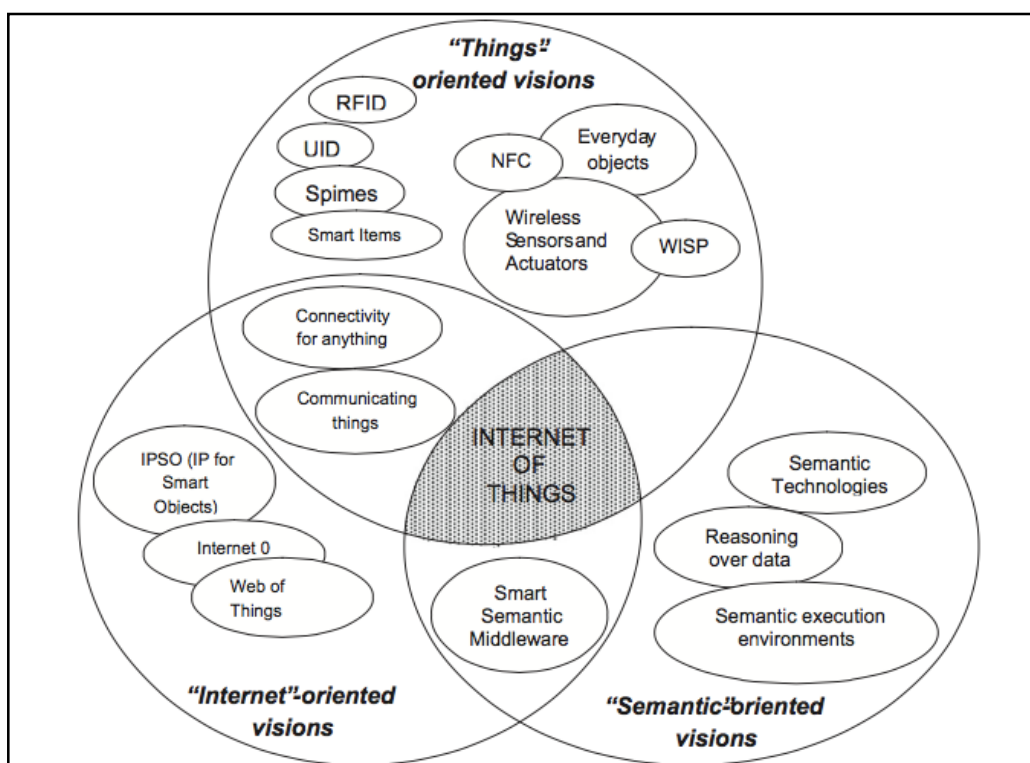 “Things”-
oriented visions
RFID
UID
Spimes
Smart Items
NFC
Everyday
objects
Wireless
Sensors and
Actuators
WISP
Connectivity
for anything
Communicating
things
INTERNET
OF
THINGS
IPSO (IP for
Smart
Objects)
Internet 0
Web of
Things
Semantic
Technologies
Reasoning
over data
Semantic execution
environments
Smart
Semantic
Middleware
“Internet”-oriented
visions
“Semantic”-oriented
visions